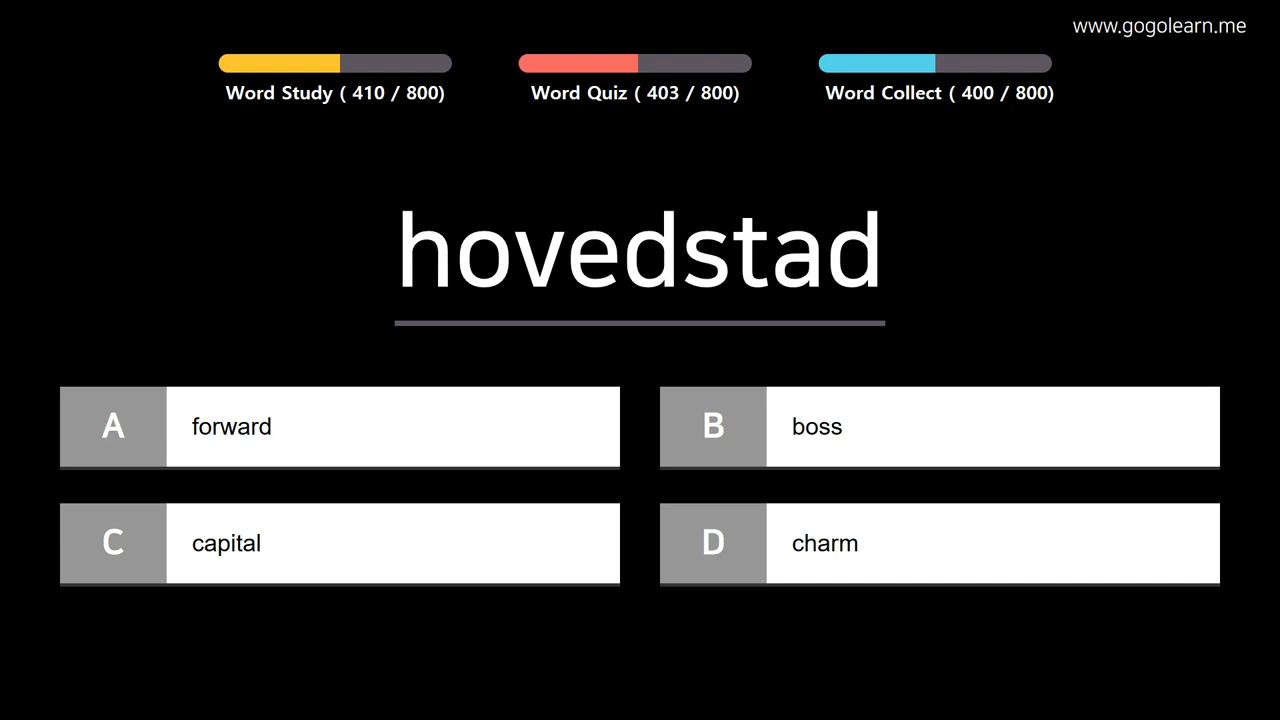 www.gogolearn.me
Word Study ( 410 / 800)
Word Quiz ( 403 / 800)
Word Collect ( 400 / 800)
hovedstad
A forward
B boss
C capital
D charm